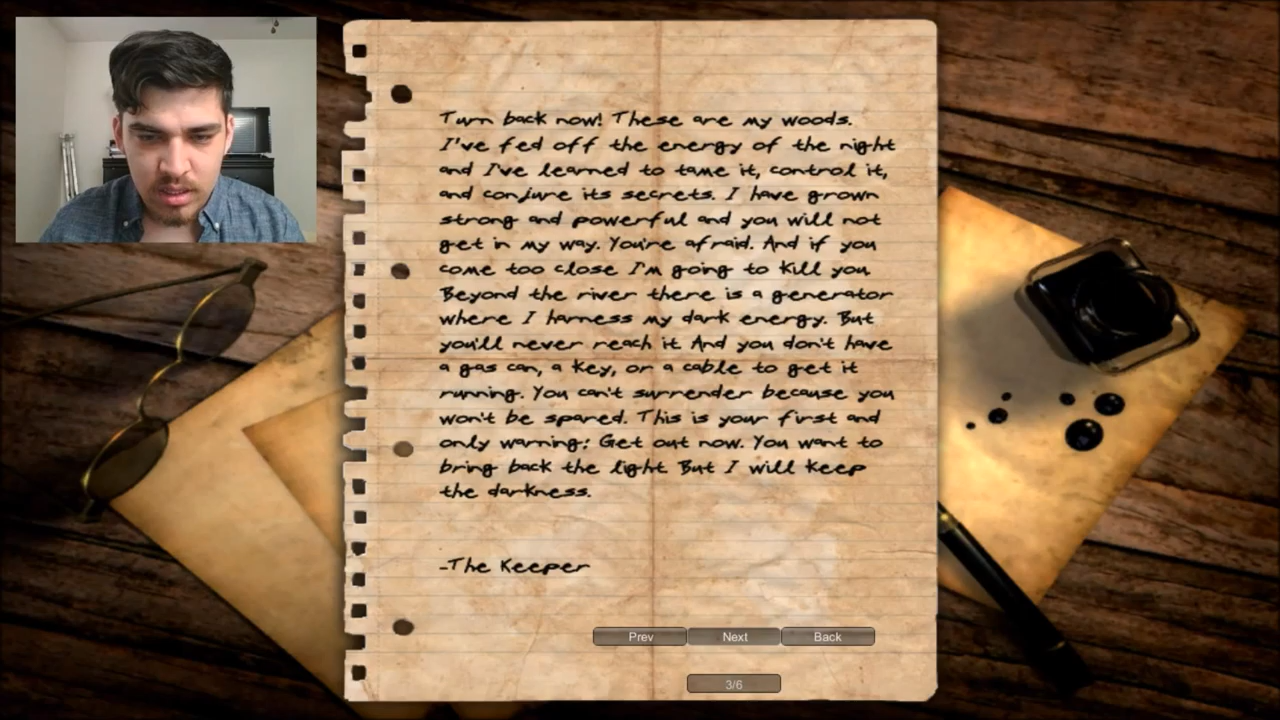 Turn back now! These are my woods.
I've fed off the energy of the night
and I've learned to tame it, control it,
and conjure its secrets. I have grown
strong and powerful and you will not
get in my way. You're afraid. And if you
come too close I'm going to kill you
Beyond the river there is a generator
where I harness my dark energy. But
you'll never reach it And you don't have
a gas can, a key, or a cable to get it
running. You can't surrender because you
won't be spared. This is your first and
only warning: Get out now. You want to
bring back the light But I will keep
the darkness.
-The Keeper
Prev Next Back
3/6